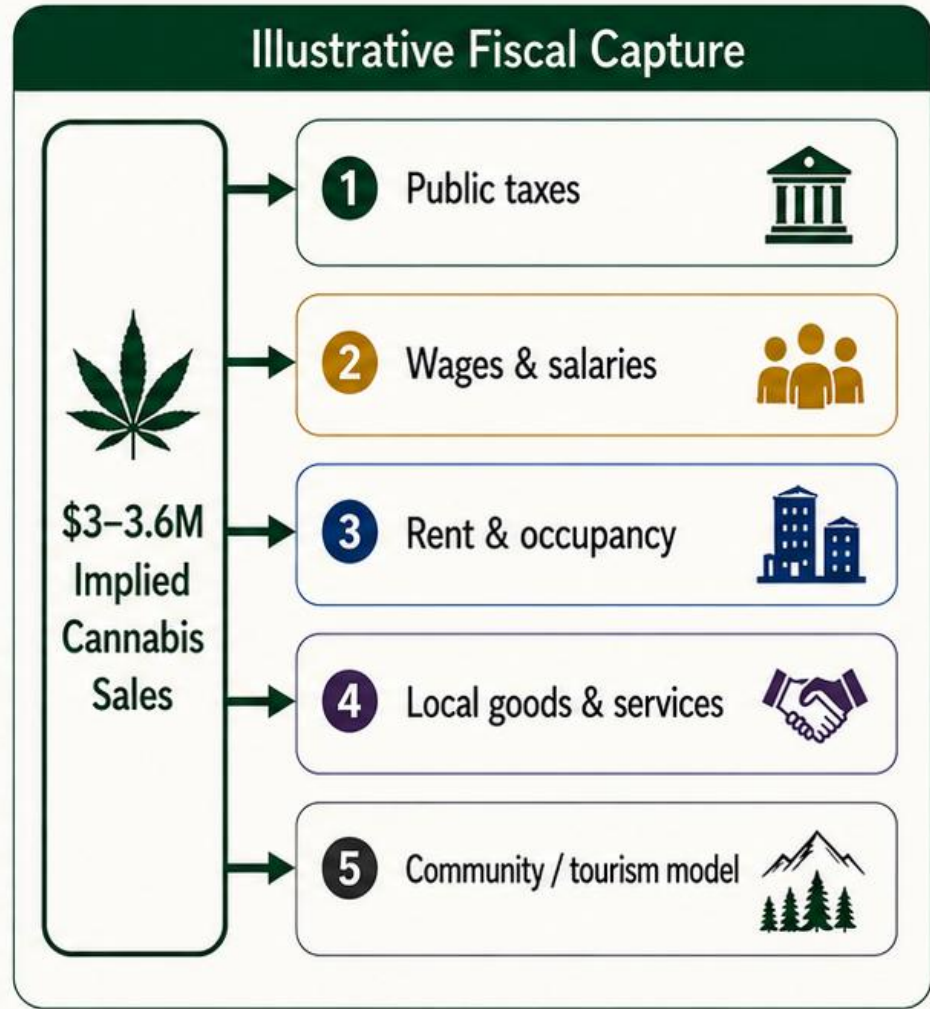 Illustrative Fiscal Capture
$3–3.6M
Implied
Cannabis
Sales
1 Public taxes
2 Wages & salaries
3 Rent & occupancy
4 Local goods & services
5 Community / tourism model